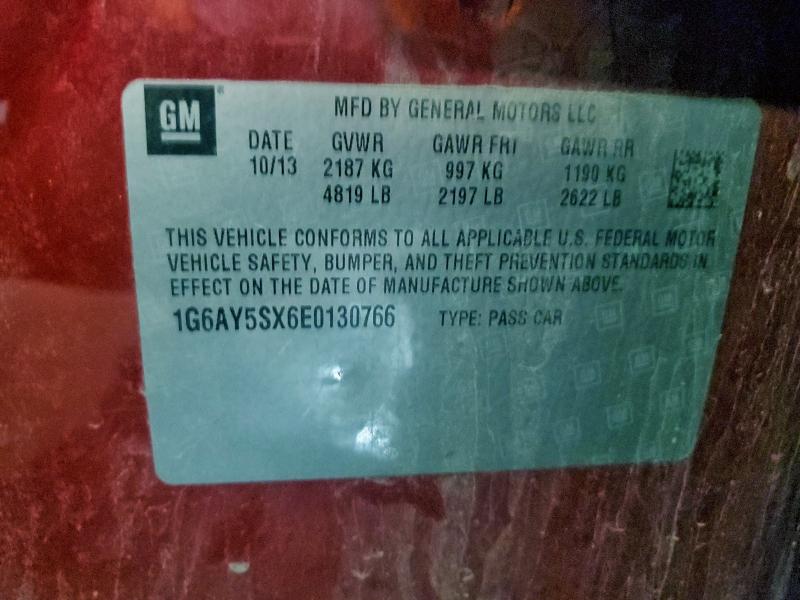 GM MFD BY GENERAL MOTORS LLC
DATE GVWR GAWR FRT GAWR RR
10/13 2187 KG 997 KG 1190 KG
4819 LB 2197 LB 2622 LB
THIS VEHICLE CONFORMS TO ALL APPLICABLE U.S. FEDERAL MOTOR
VEHICLE SAFETY, BUMPER, AND THEFT PREVENTION STANDARDS IN
EFFECT ON THE DATE OF MANUFACTURE SHOWN ABOVE.
1G6AY5SX6E0130766 TYPE: PASS CAR